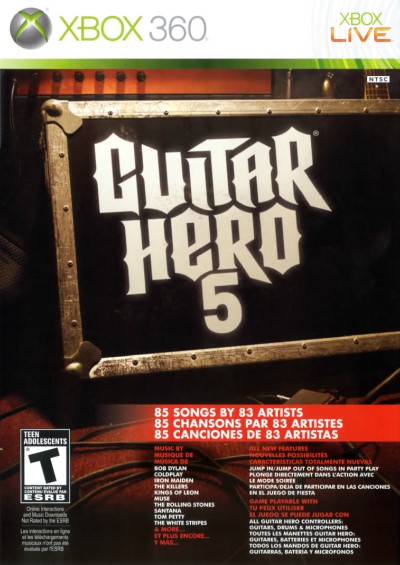 XBOX 360
XBOX
LIVE
NTSC
GUITAR
HERO
5
85 SONGS BY 83 ARTISTS
85 CHANSONS PAR 83 ARTISTES
85 CANCIONES DE 83 ARTISTAS
TEEN
ADOLESCENTS
T
CONTENT RATED BY
CONTENU ÉVALUÉ PAR
ESRB
Online Interactions
and Music Downloads
Not Rated by the ESRB
Les interactions en ligne
et les téléchargements
musicaux n'ont pas été
évalués par l'ESRB
MUSIC BY
MUSIQUE DE
MÚSICA DE
BOB DYLAN
COLDPLAY
IRON MAIDEN
THE KILLERS
KINGS OF LEON
MUSE
THE ROLLING STONES
SANTANA
TOM PETTY
THE WHITE STRIPES
& MORE...
ET PLUS ENCORE...
Y MÁS...
ALL NEW FEATURES
NOUVELLES POSSIBILITÉS
CARACTERÍSTICAS TOTALMENTE NUEVAS
JUMP IN/JUMP OUT OF SONGS IN PARTY PLAY
PLONGE DIRECTEMENT DANS L'ACTION AVEC
LE MODE SOIRÉE
PARTICIPA/DEJA DE PARTICIPAR EN LAS CANCIONES
EN EL JUEGO DE FIESTA
GAME PLAYABLE WITH
TU PEUX UTILISER
EL JUEGO SE PUEDE JUGAR CON
ALL GUITAR HERO CONTROLLERS:
GUITARS, DRUMS & MICROPHONES
TOUTES LES MANETTES GUITAR HERO:
GUITARES, BATTERIES ET MICROPHONES
TODOS LOS MANDOS DE GUITAR HERO:
GUITARRAS, BATERÍA Y MICRÓFONOS